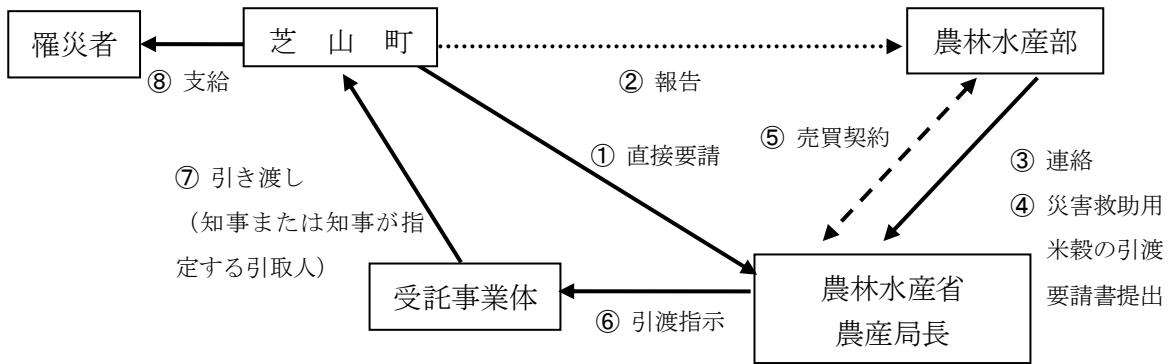 罹災者
芝 山 町
農林水産部
⑧ 支給
② 報告
⑤ 売買契約
① 直接要請
③ 連絡
⑦ 引き渡し
④ 災害救助用
（知事または知事が指
米穀の引渡
定する引取人）
要請書提出
受託事業体
農林水産省
農産局長
⑥ 引渡指示